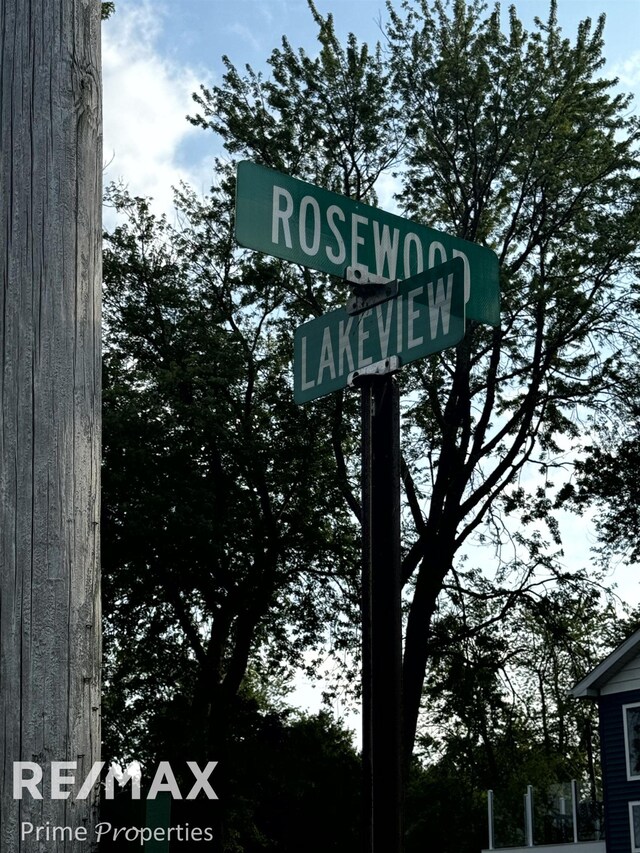 ROSEWOOD
LAKEVIEW
RE/MAX
Prime Properties